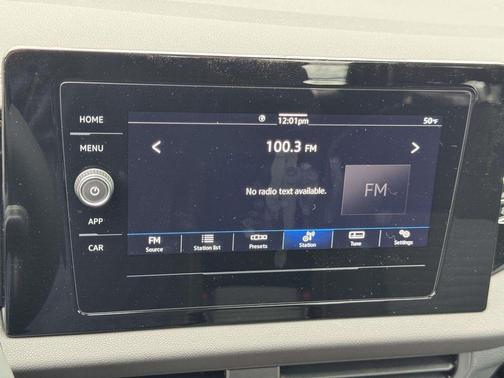 12:01pm
50°F
HOME
MENU
APP
CAR
100.3 FM
No radio text available.
FM
FM
Source
Station list
Presets
Station
Tune
Settings